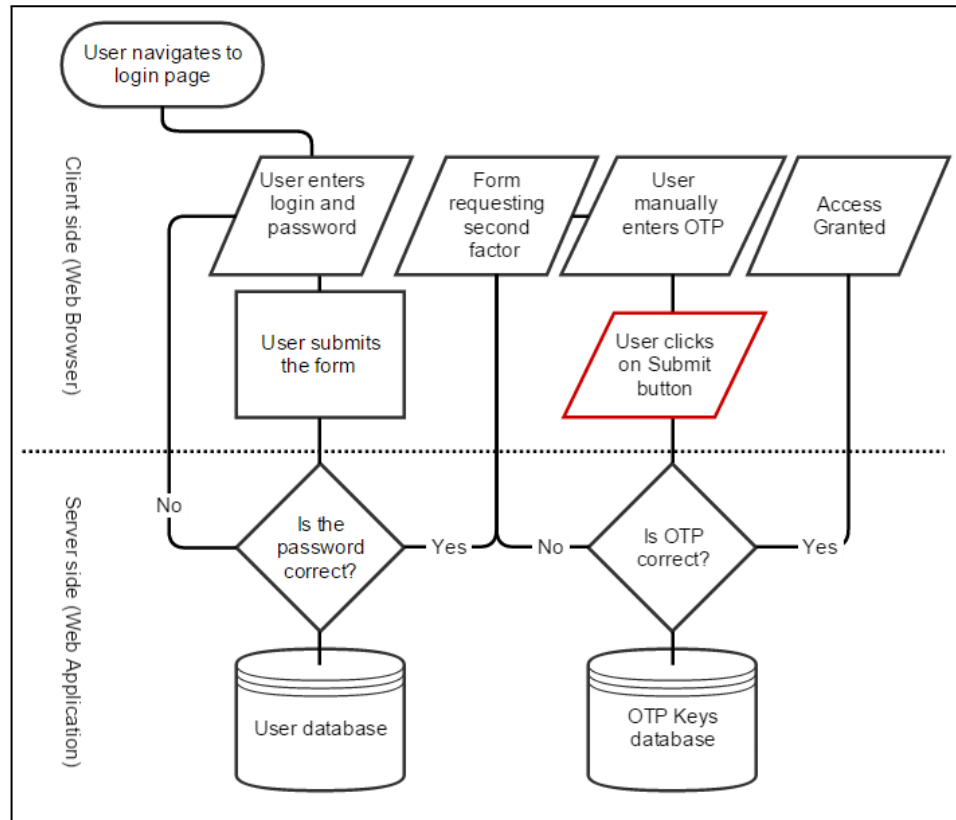 User navigates to
login page
Client side (Web Browser)
User enters
login and
password
Form
requesting
second
factor
User
manually
enters OTP
Access
Granted
User submits
the form
User clicks
on Submit
button
Server side (Web Application)
No
Is the
password
correct?
Yes
No
Is OTP
correct?
Yes
User database
OTP Keys
database